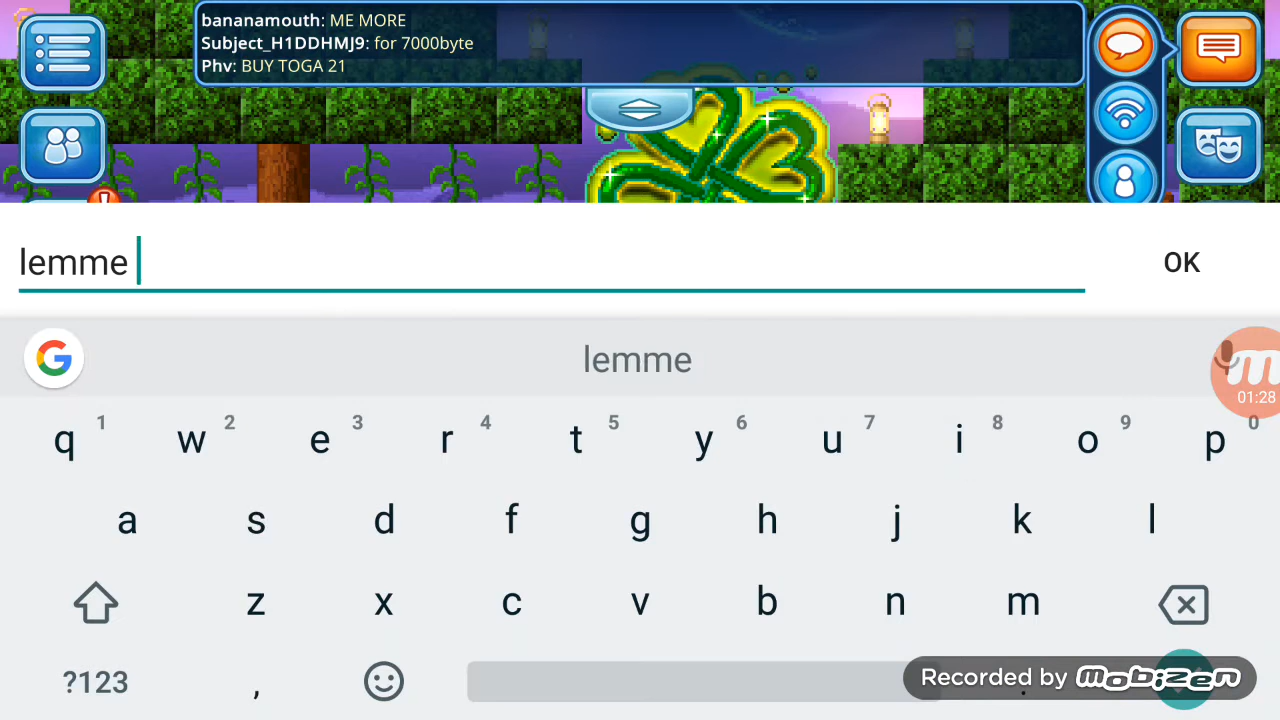 bananamouth: ME MORE
Subject_H1DDHMJ9: for 7000byte
Phv: BUY TOGA 21
lemme
OK
lemme
01:28
q 1 w 2 e 3 r 4 t 5 y 6 u 7 i 8 o 9 p 0
a s d f g h j k l
z x c v b n m
?123 , .
Recorded by mobizen